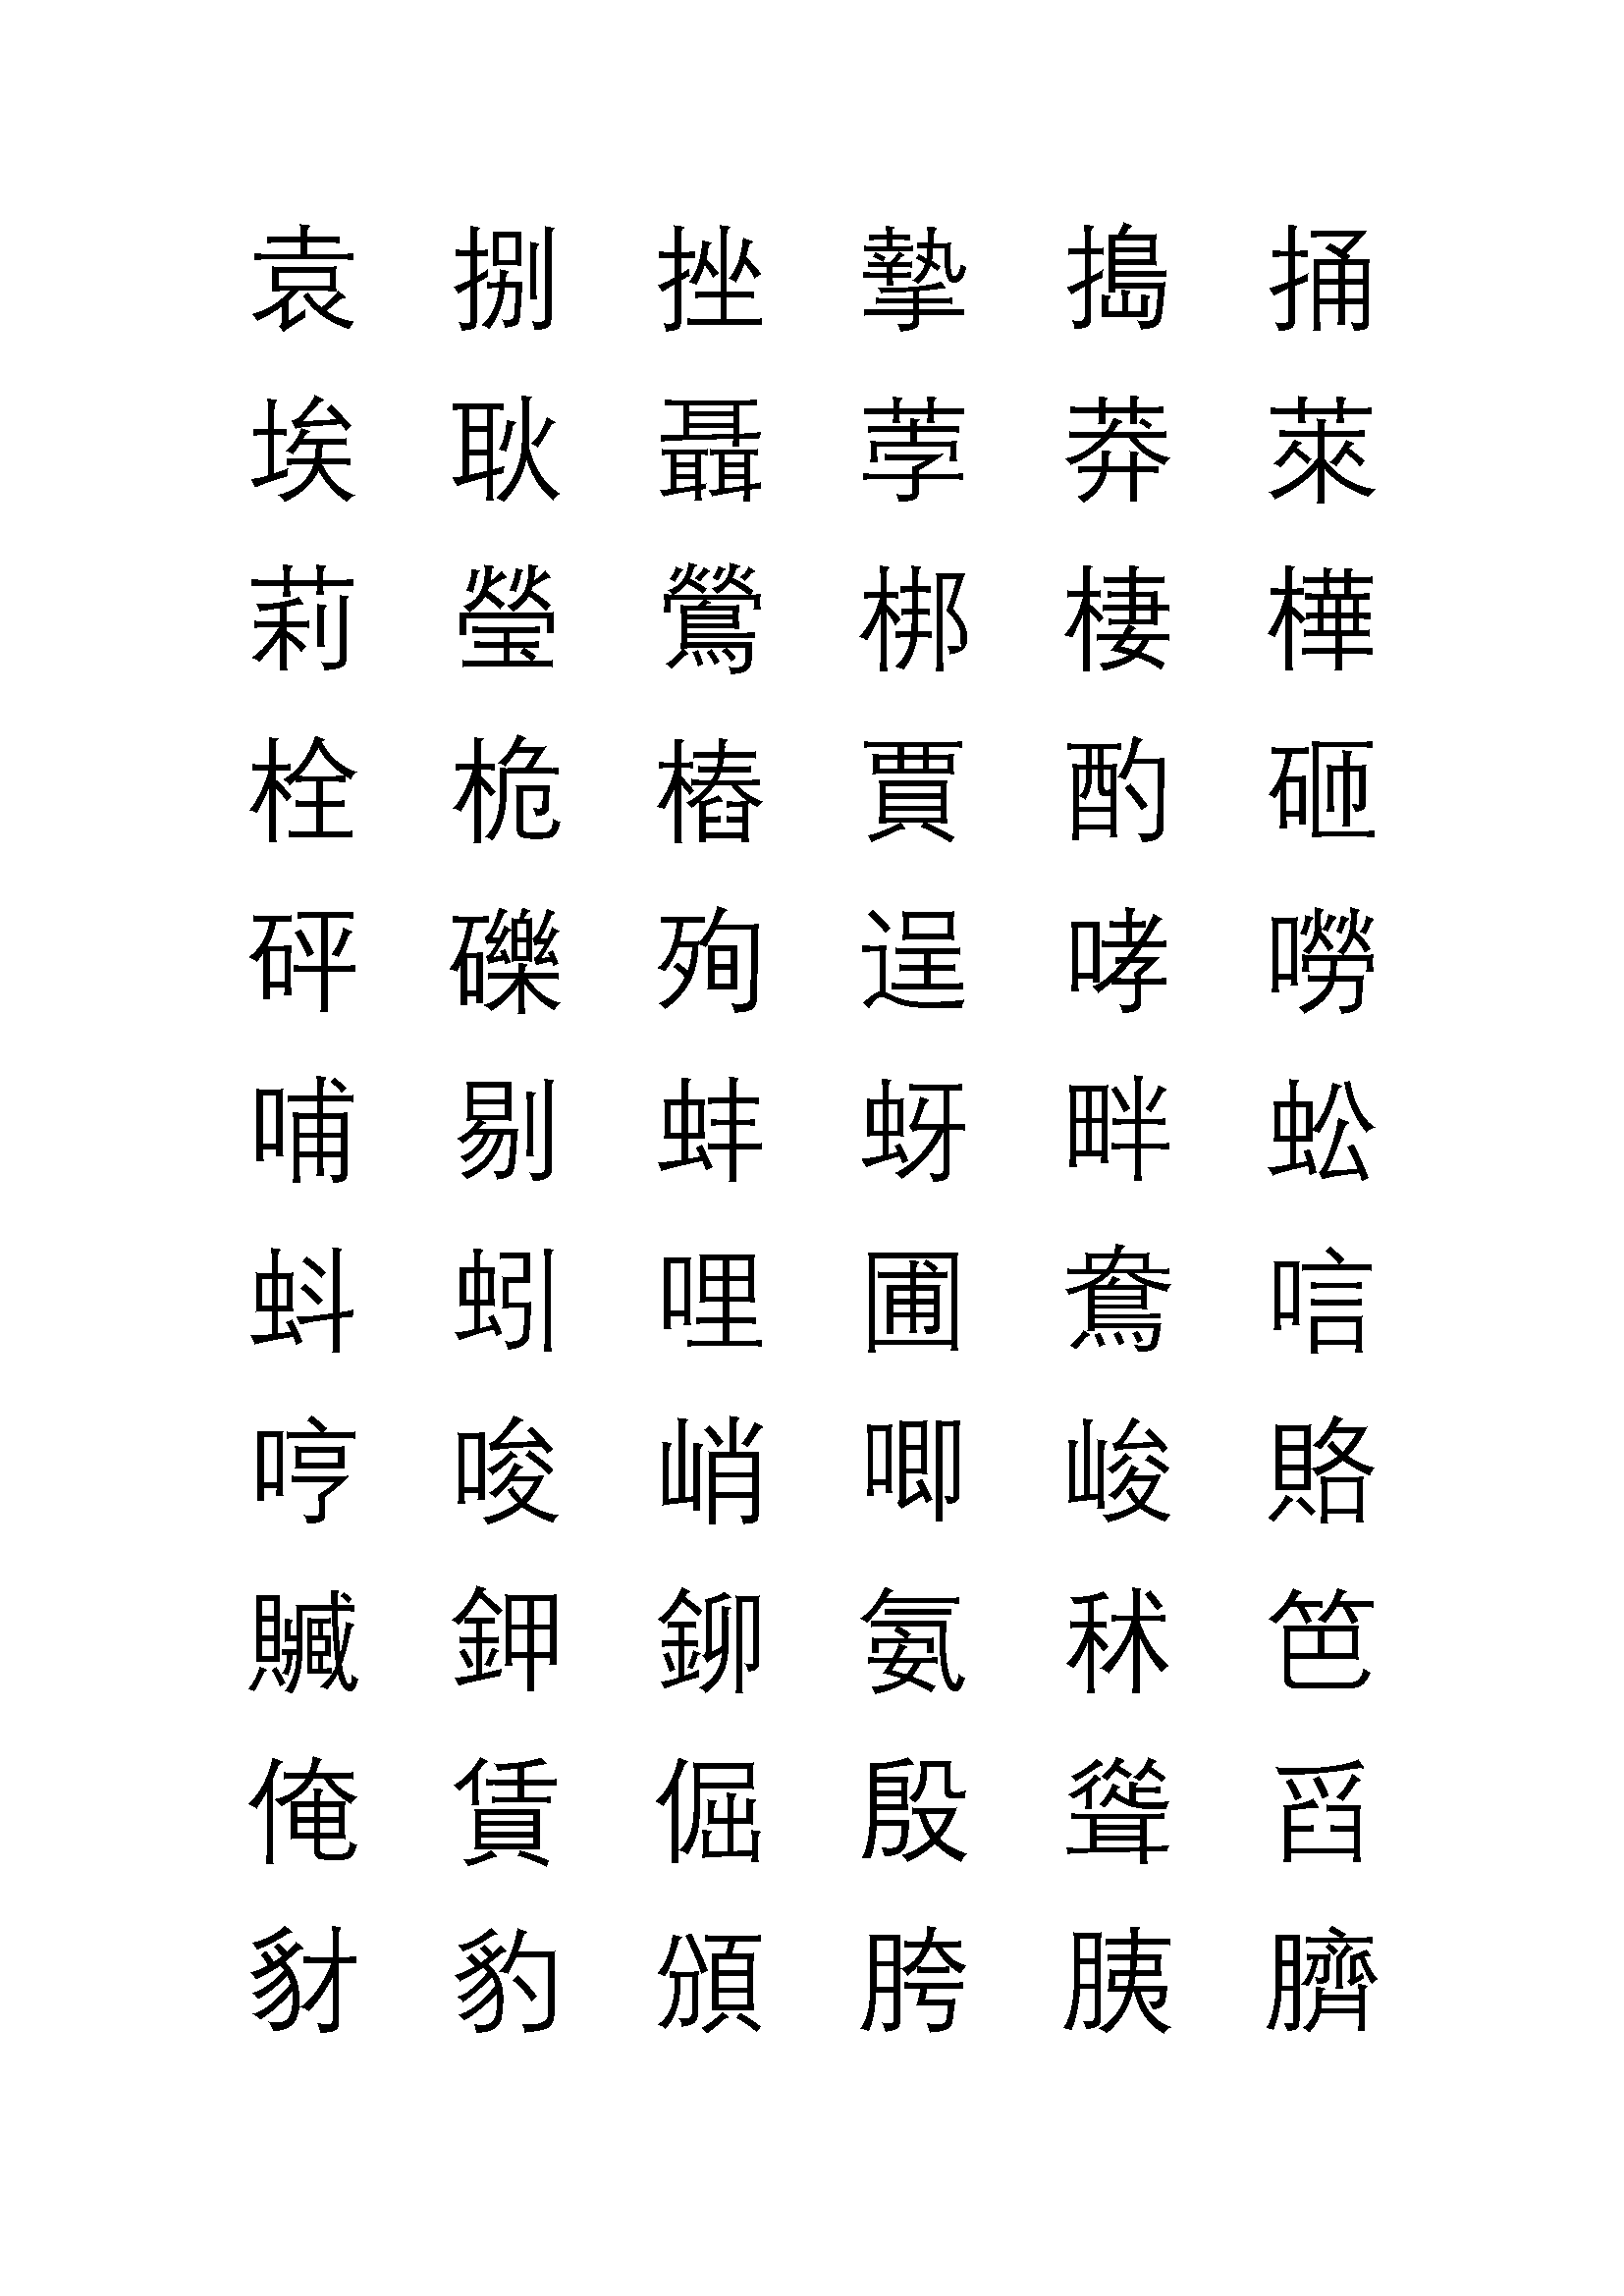 袁 捌 挫 摯 搗 捅
埃 耿 聶 荸 莽 萊
莉 瑩 鶯 梆 棲 樺
栓 桅 樁 賈 酌 砸
砰 礫 殉 逞 哮 嘮
哺 剔 蚌 蚜 畔 蚣
蚪 蚓 哩 圃 鴦 唁
哼 唆 峭 唧 峻 賂
贓 鉀 鉚 氨 秫 笆
俺 賃 倔 殷 聳 舀
豺 豹 頒 胯 胰 臍